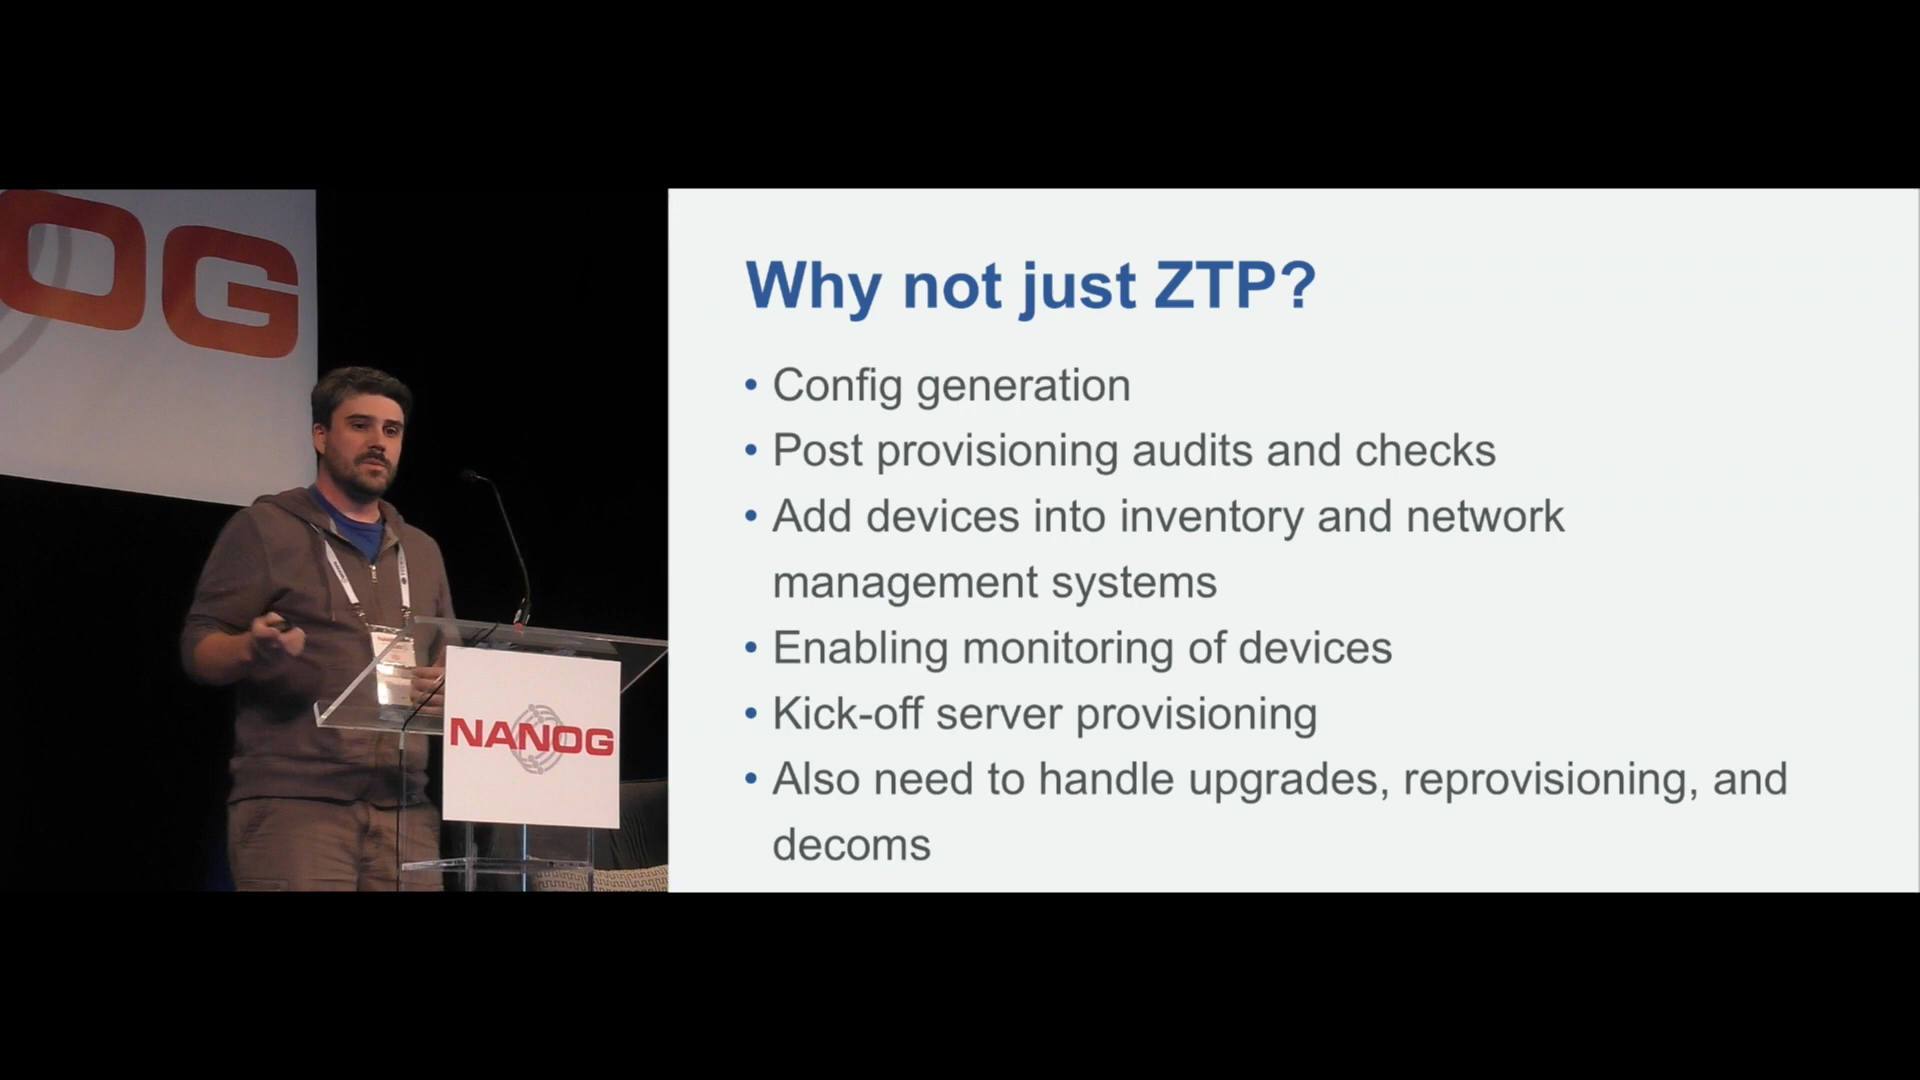 OG
NANOG
Why not just ZTP?
• Config generation
• Post provisioning audits and checks
• Add devices into inventory and network
management systems
• Enabling monitoring of devices
• Kick-off server provisioning
• Also need to handle upgrades, reprovisioning, and
decoms